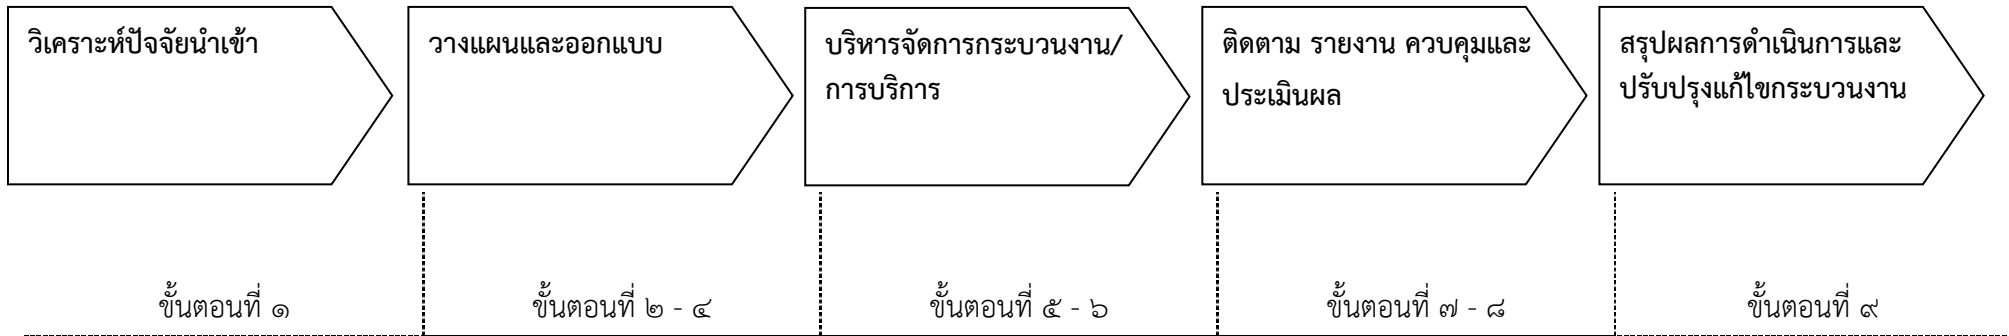 วิเคราะห์ปัจจัยนำเข้า
วางแผนและออกแบบ
บริหารจัดการกระบวนงาน/
การบริการ
ติดตาม รายงาน ควบคุมและ
ประเมินผล
สรุปผลการดำเนินการและ
ปรับปรุงแก้ไขกระบวนงาน
ขั้นตอนที่ ๑
ขั้นตอนที่ ๒ - ๔
ขั้นตอนที่ ๕ - ๖
ขั้นตอนที่ ๗ - ๘
ขั้นตอนที่ ๙